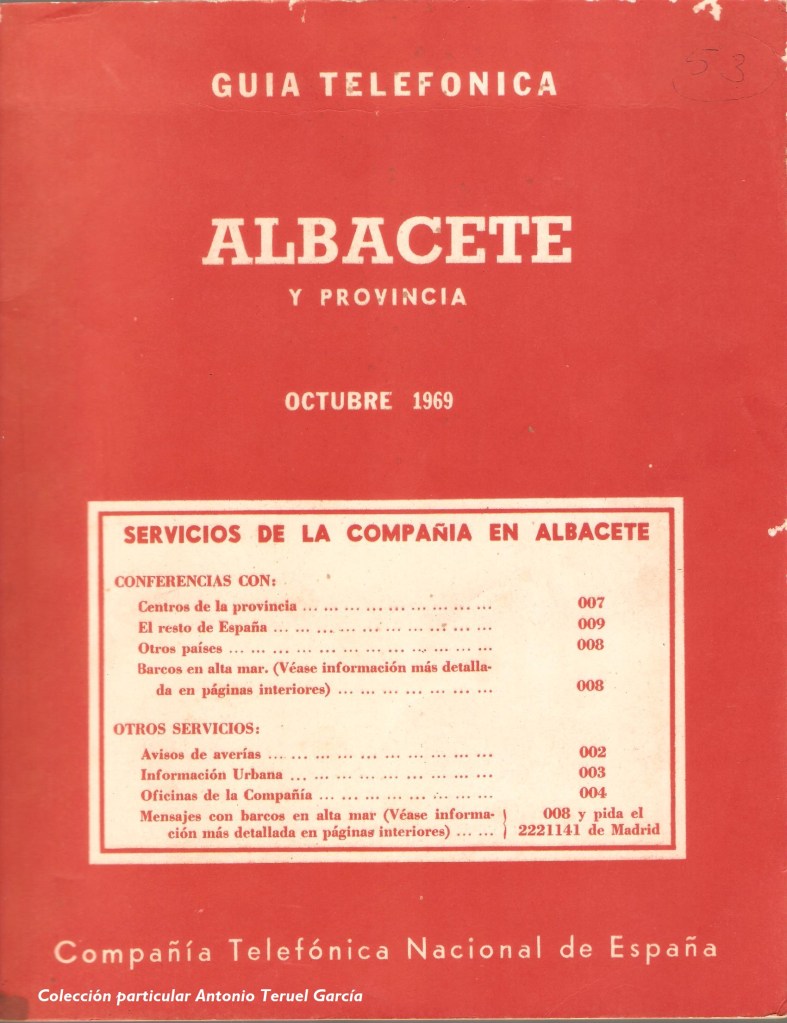 53
GUIA TELEFONICA
ALBACETE
Y PROVINCIA
OCTUBRE 1969
SERVICIOS DE LA COMPAÑIA EN ALBACETE
CONFERENCIAS CON:
Centros de la provincia ... ... ... ... ... ... ... ... ... 007
El resto de España ... ... ... ... ... ... ... ... ... ... 009
Otros países ... ... ... ... ... ... ... ... ... ... ... ... 008
Barcos en alta mar. (Véase información más detalla-
da en páginas interiores) ... ... ... ... ... ... ... 008
OTROS SERVICIOS:
Avisos de averías ... ... ... ... ... ... ... ... ... ... ... 002
Información Urbana ... ... ... ... ... ... ... ... ... ... 003
Oficinas de la Compañía ... ... ... ... ... ... ... ... 004
Mensajes con barcos en alta mar (Véase informa- } 008 y pida el
ción más detallada en páginas interiores) ... ... } 2221141 de Madrid
Compañía Telefónica Nacional de España
Colección particular Antonio Teruel García